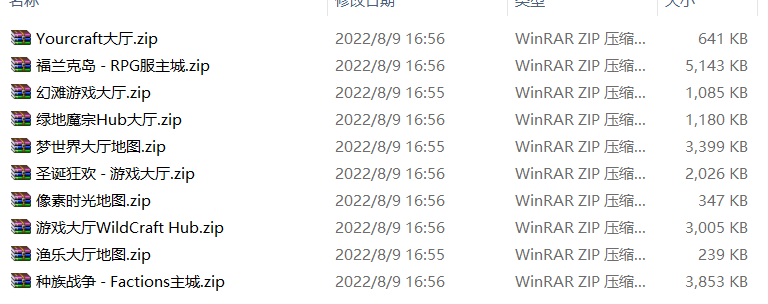 名称 修改日期 类型 大小
Yourcraft大厅.zip 2022/8/9 16:56 WinRAR ZIP 压缩... 641 KB
福兰克岛 - RPG服主城.zip 2022/8/9 16:56 WinRAR ZIP 压缩... 5,143 KB
幻滩游戏大厅.zip 2022/8/9 16:55 WinRAR ZIP 压缩... 1,085 KB
绿地魔宗Hub大厅.zip 2022/8/9 16:56 WinRAR ZIP 压缩... 1,180 KB
梦世界大厅地图.zip 2022/8/9 16:55 WinRAR ZIP 压缩... 3,399 KB
圣诞狂欢 - 游戏大厅.zip 2022/8/9 16:56 WinRAR ZIP 压缩... 2,026 KB
像素时光地图.zip 2022/8/9 16:56 WinRAR ZIP 压缩... 347 KB
游戏大厅WildCraft Hub.zip 2022/8/9 16:56 WinRAR ZIP 压缩... 3,005 KB
渔乐大厅地图.zip 2022/8/9 16:55 WinRAR ZIP 压缩... 239 KB
种族战争 - Factions主城.zip 2022/8/9 16:56 WinRAR ZIP 压缩... 3,853 KB